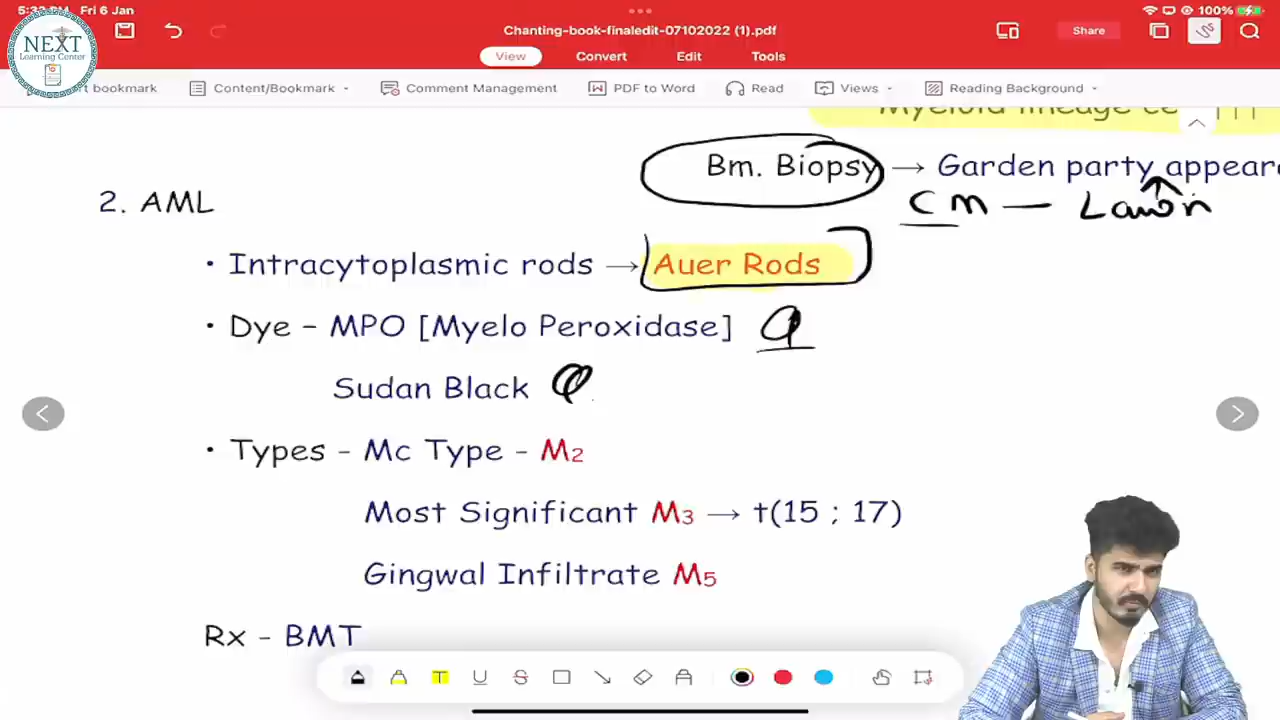 5:33 PM Fri 6 Jan
100%
NEXT
Learning Center
Chanting-book-finaledit-07102022 (1).pdf
Share
View
Convert
Edit
Tools
bookmark
Content/Bookmark
Comment Management
PDF to Word
Read
Views
Reading Background
Myeloid lineage
Bm. Biopsy → Garden party
CM —
2. AML
• Intracytoplasmic rods → Auer Rods
• Dye – MPO [Myelo Peroxidase]
Sudan Black
• Types - Mc Type - M2
Most Significant M3 → t(15 ; 17)
Gingwal Infiltrate M5
Rx - BMT